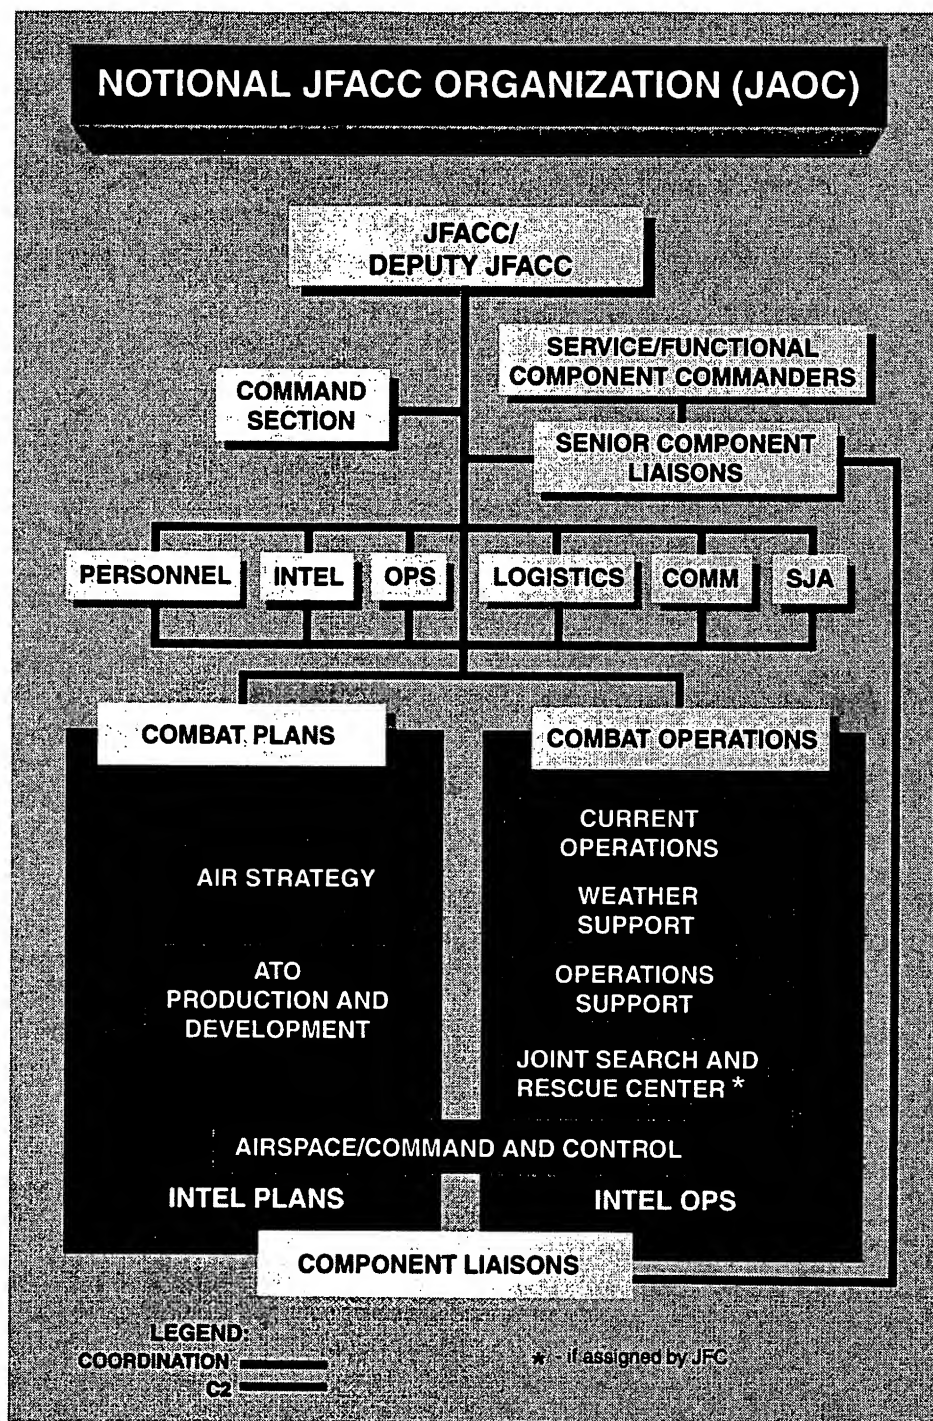 NOTIONAL JFACC ORGANIZATION (JAOC)
JFACC/
DEPUTY JFACC
SERVICE/FUNCTIONAL
COMPONENT COMMANDERS
COMMAND
SECTION
SENIOR COMPONENT
LIAISONS
PERSONNEL
INTEL
OPS
LOGISTICS
COMM
SJA
COMBAT PLANS
COMBAT OPERATIONS
AIR STRATEGY
ATO
PRODUCTION AND
DEVELOPMENT
CURRENT
OPERATIONS
WEATHER
SUPPORT
OPERATIONS
SUPPORT
JOINT SEARCH AND
RESCUE CENTER *
AIRSPACE/COMMAND AND CONTROL
INTEL PLANS
INTEL OPS
COMPONENT LIAISONS
LEGEND:
COORDINATION
C2
* - if assigned by JFC